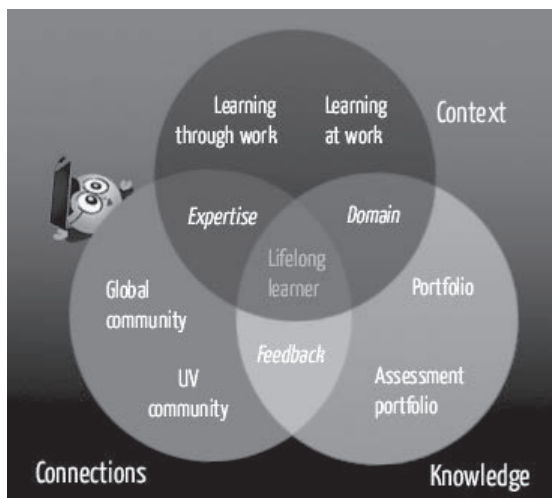 Learning
through work
Learning
at work
Context
Expertise
Domain
Lifelong
learner
Global
community
Portfolio
Feedback
UV
community
Assessment
portfolio
Connections
Knowledge